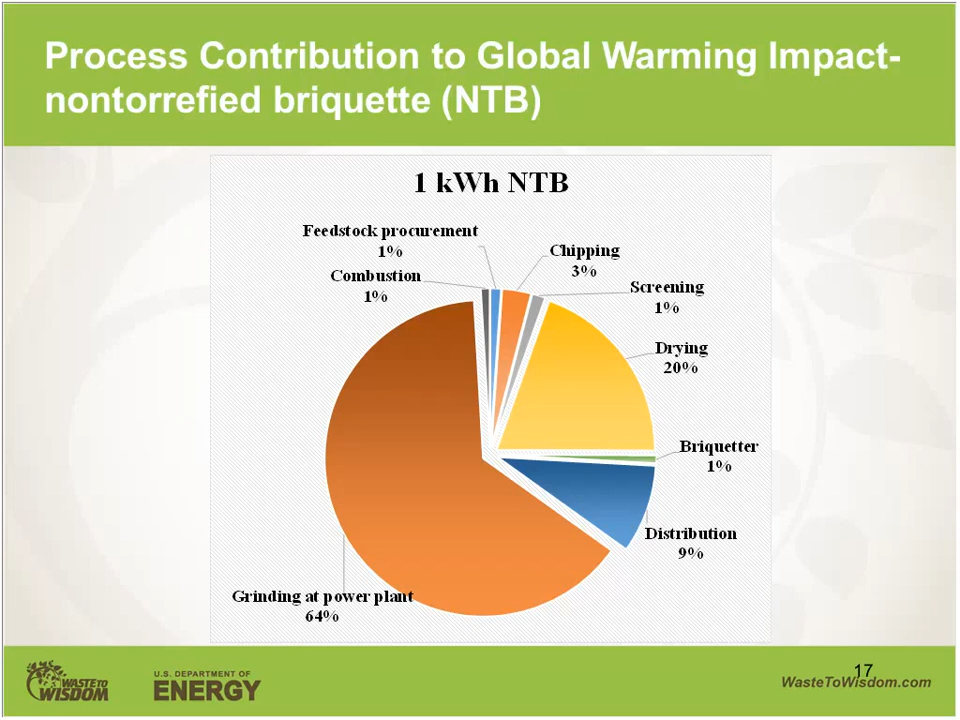 Process Contribution to Global Warming Impact-
nontorrefied briquette (NTB)
1 kWh NTB
Feedstock procurement
1%
Chipping
3%
Combustion
1%
Screening
1%
Drying
20%
Briquetter
1%
Distribution
9%
Grinding at power plant
64%
WASTE TO
WISDOM
U.S. DEPARTMENT OF
ENERGY
17
WasteToWisdom.com